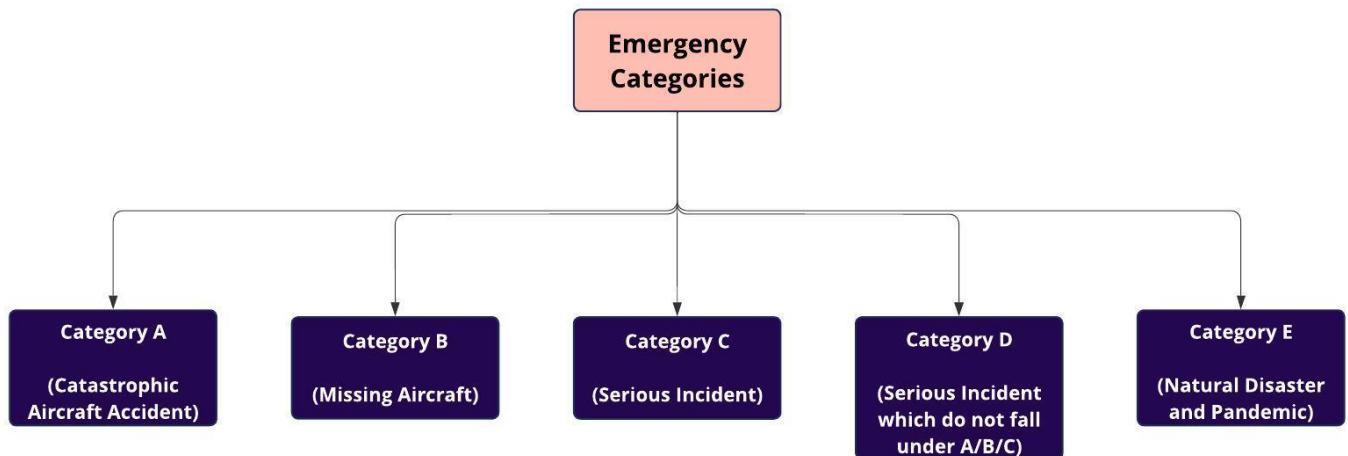 Emergency
Categories
Category A
(Catastrophic
Aircraft Accident)
Category B
(Missing Aircraft)
Category C
(Serious Incident)
Category D
(Serious Incident
which do not fall
under A/B/C)
Category E
(Natural Disaster
and Pandemic)